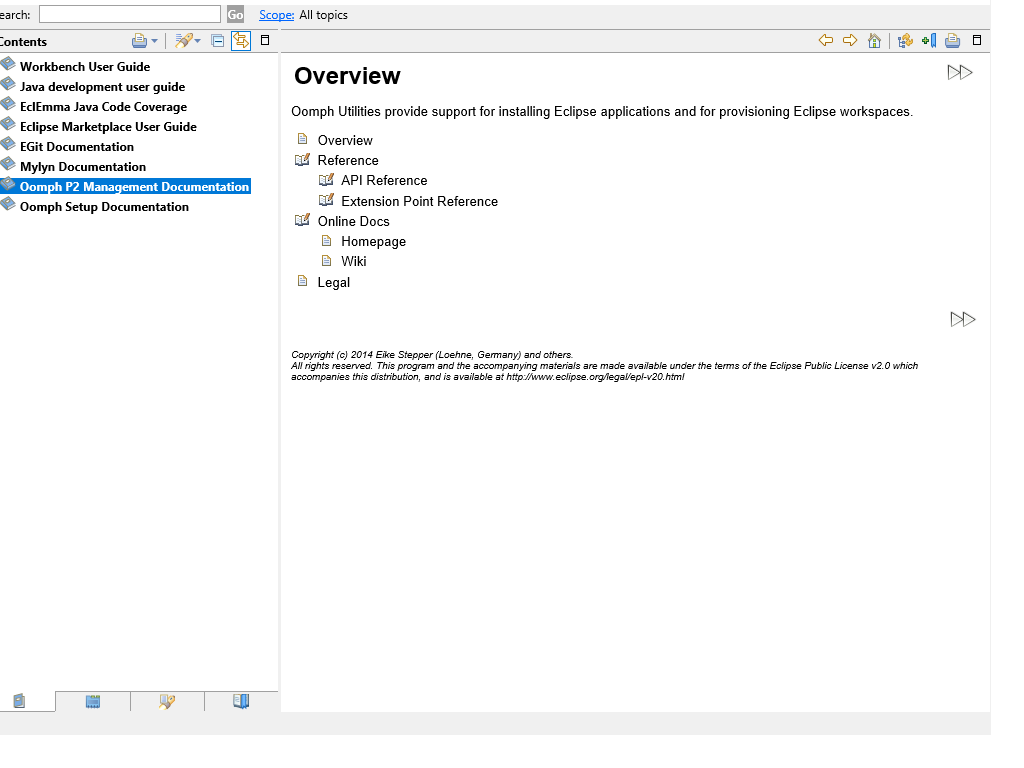 earch:
Go
Scope: All topics
Contents
Workbench User Guide
Java development user guide
EclEmma Java Code Coverage
Eclipse Marketplace User Guide
EGit Documentation
Mylyn Documentation
Oomph P2 Management Documentation
Oomph Setup Documentation
Overview
Oomph Utilities provide support for installing Eclipse applications and for provisioning Eclipse workspaces.
Overview
Reference
API Reference
Extension Point Reference
Online Docs
Homepage
Wiki
Legal
Copyright (c) 2014 Eike Stepper (Loehne, Germany) and others.
All rights reserved. This program and the accompanying materials are made available under the terms of the Eclipse Public License v2.0 which
accompanies this distribution, and is available at http://www.eclipse.org/legal/epl-v20.html